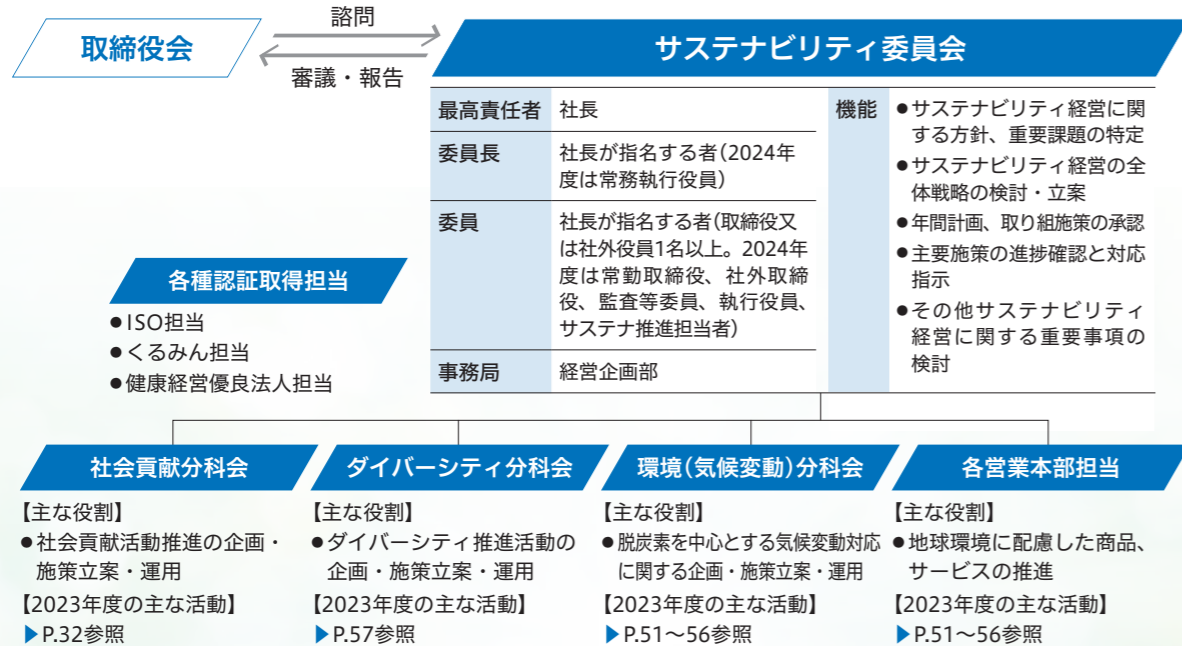 諮問
取締役会
審議・報告
サステナビリティ委員会
最高責任者
社長
委員長
社長が指名する者(2024年
度は常務執行役員)
委員
社長が指名する者(取締役又
は社外役員1名以上。2024年
度は常勤取締役、社外取締
役、監査等委員、執行役員、
サステナ推進担当者)
事務局
経営企画部
機能
●サステナビリティ経営に関
する方針、重要課題の特定
●サステナビリティ経営の全
体戦略の検討・立案
●年間計画、取り組施策の承認
●主要施策の進捗確認と対応
指示
●その他サステナビリティ
経営に関する重要事項の
検討
各種認証取得担当
●ISO担当
●くるみん担当
●健康経営優良法人担当
社会貢献分科会
【主な役割】
●社会貢献活動推進の企画・
施策立案・運用
【2023年度の主な活動】
▶P.32参照
ダイバーシティ分科会
【主な役割】
●ダイバーシティ推進活動の
企画・施策立案・運用
【2023年度の主な活動】
▶P.57参照
環境(気候変動)分科会
【主な役割】
●脱炭素を中心とする気候変動対応
に関する企画・施策立案・運用
【2023年度の主な活動】
▶P.51～56参照
各営業本部担当
【主な役割】
●地球環境に配慮した商品、
サービスの推進
【2023年度の主な活動】
▶P.51～56参照